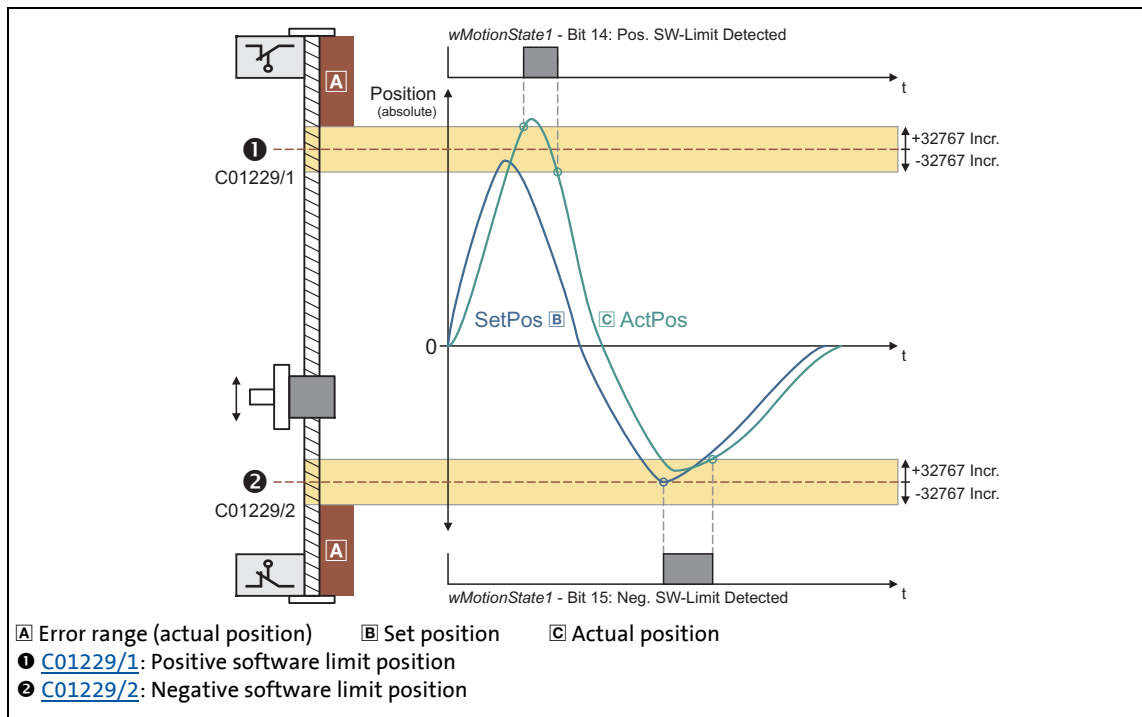 wMotionState1 - Bit 14: Pos. SW-Limit Detected
t
A
Position
(absolute)
❶
C01229/1
+32767 Incr.
-32767 Incr.
SetPos B
C ActPos
0
t
❷
C01229/2
+32767 Incr.
-32767 Incr.
A
t
wMotionState1 - Bit 15: Neg. SW-Limit Detected
A Error range (actual position) B Set position C Actual position
❶ C01229/1: Positive software limit position
❷ C01229/2: Negative software limit position